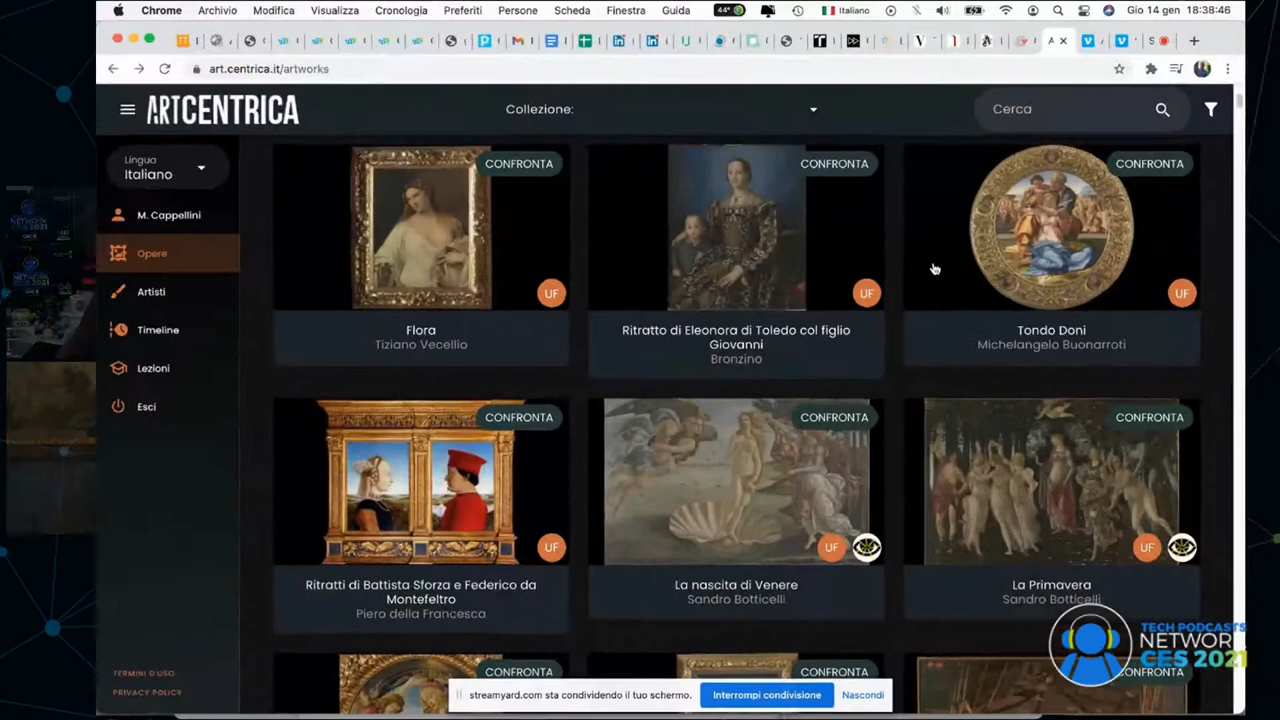 Chrome Archivio Modifica Visualizza Cronologia Preferiti Persone Scheda Finestra Guida 44° Italiano Gio 14 gen 18:38:46
art.centrica.it/artworks
ARTCENTRICA
Collezione:
Cerca
Lingua
Italiano
M. Cappellini
Opere
Artisti
Timeline
Lezioni
Esci
TERMINI D'USO
PRIVACY POLICY
CONFRONTA
UF
Flora
Tiziano Vecellio
CONFRONTA
UF
Ritratto di Eleonora di Toledo col figlio
Giovanni
Bronzino
CONFRONTA
UF
Tondo Doni
Michelangelo Buonarroti
CONFRONTA
UF
Ritratti di Battista Sforza e Federico da
Montefeltro
Piero della Francesca
CONFRONTA
UF
La nascita di Venere
Sandro Botticelli
CONFRONTA
UF
La Primavera
Sandro Botticelli
CONFRONTA
CONFRONTA
CONFRONTA
streamyard.com sta condividendo il tuo schermo. Interrompi condivisione Nascondi
TECH PODCASTS
NETWORK
CES 2021